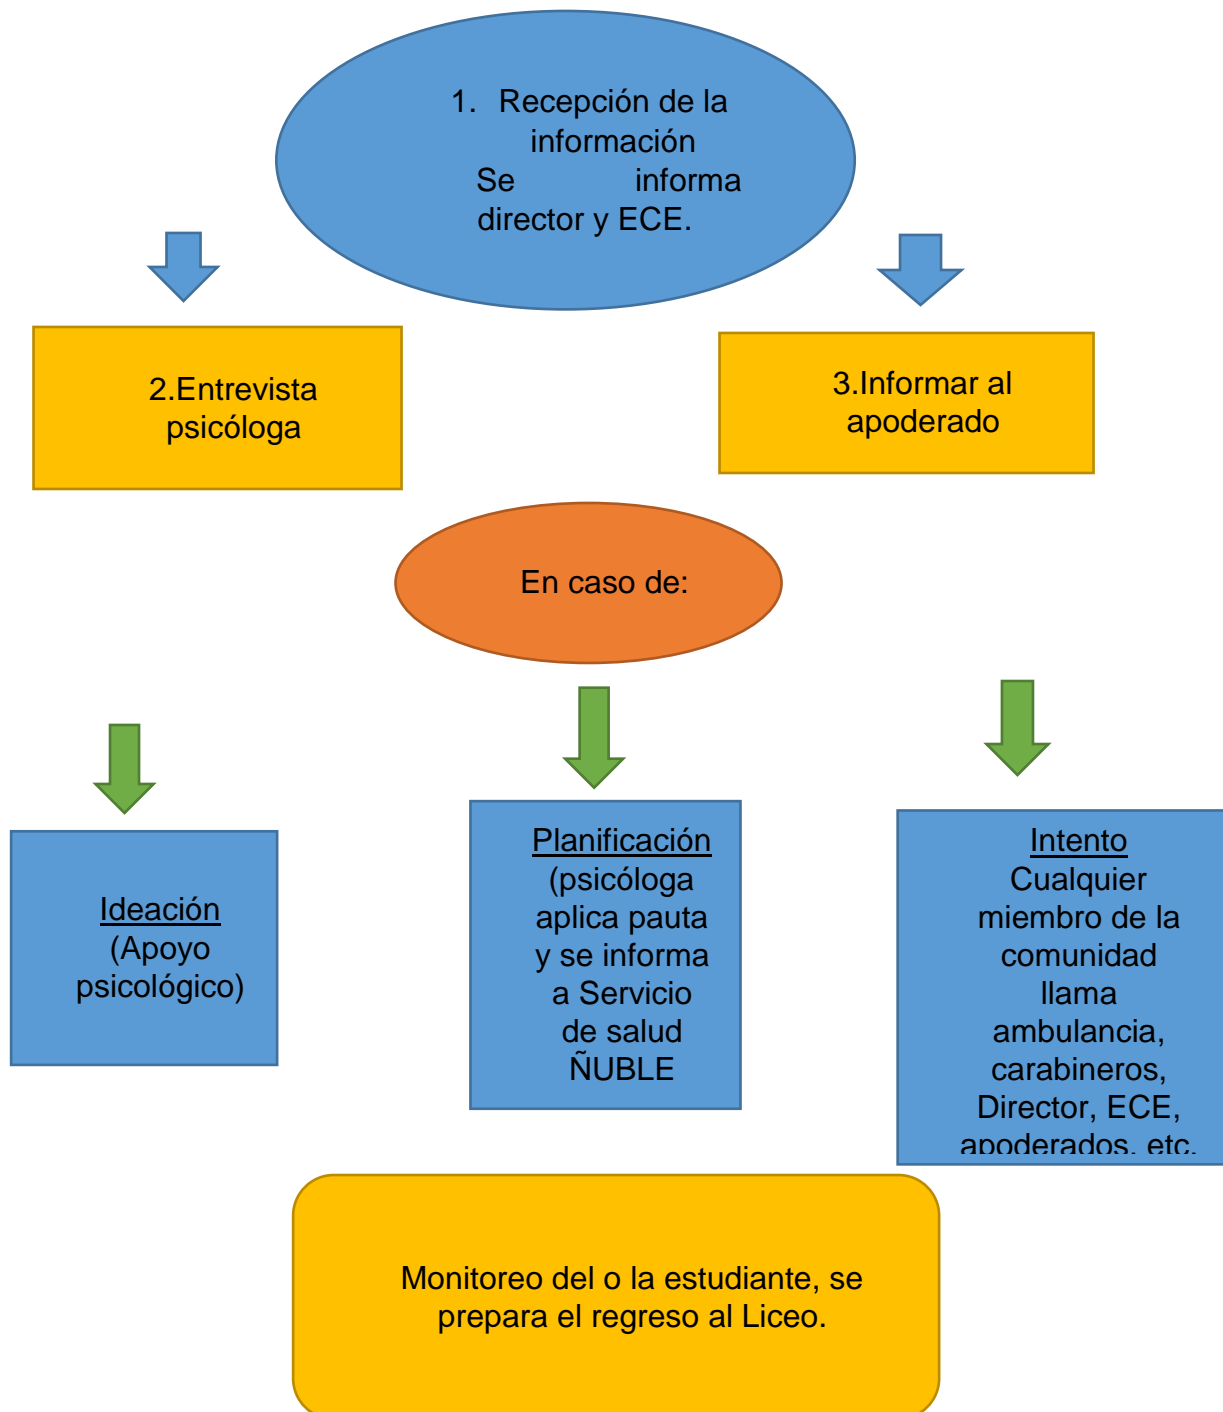 1. Recepción de la
información
Se informa
director y ECE.
2.Entrevista
psicóloga
3.Informar al
apoderado
En caso de:
Ideación
(Apoyo
psicológico)
Planificación
(psicóloga
aplica pauta
y se informa
a Servicio
de salud
ÑUBLE
Intento
Cualquier
miembro de la
comunidad
llama
ambulancia,
carabineros,
Director, ECE,
apoderados, etc.
Monitoreo del o la estudiante, se
prepara el regreso al Liceo.